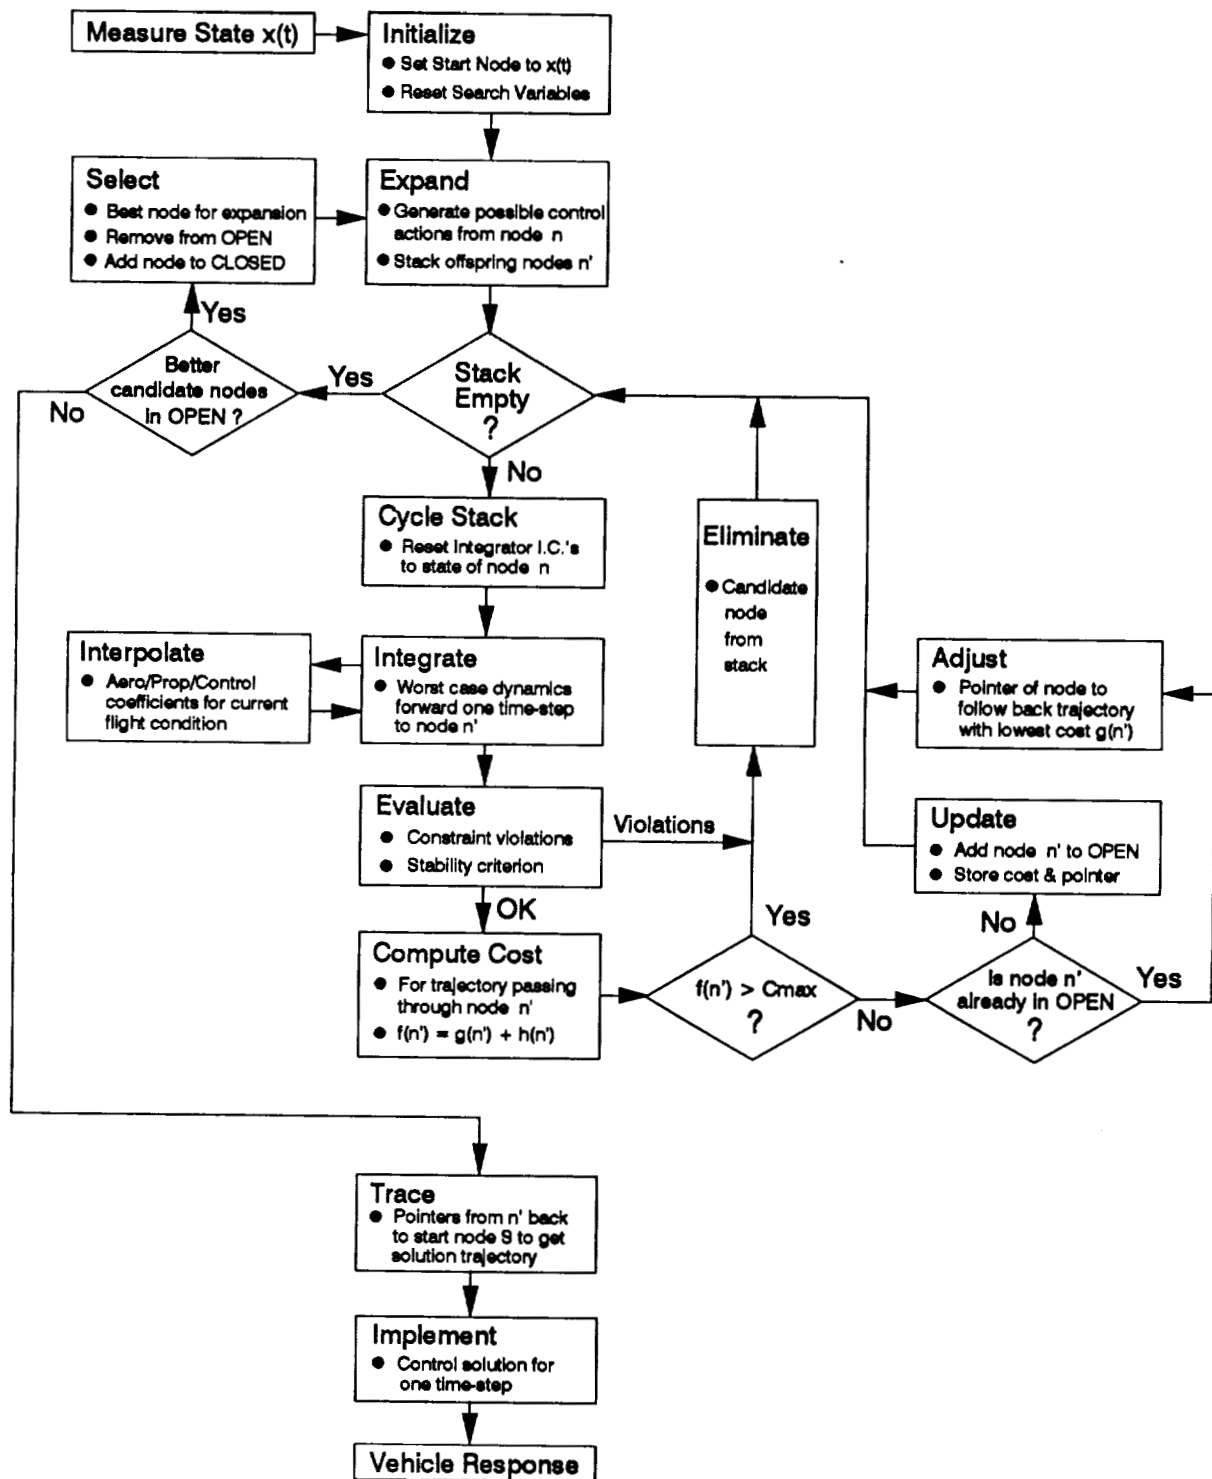 Measure State x(t)
Initialize
● Set Start Node to x(t)
● Reset Search Variables
Select
● Best node for expansion
● Remove from OPEN
● Add node to CLOSED
Expand
● Generate possible control
actions from node n
● Stack offspring nodes n'
Yes
Better
candidate nodes
in OPEN ?
No
Yes
Stack
Empty
?
No
Cycle Stack
● Reset Integrator I.C.'s
to state of node n
Eliminate
● Candidate
node
from
stack
Interpolate
● Aero/Prop/Control
coefficients for current
flight condition
Integrate
● Worst case dynamics
forward one time-step
to node n'
Adjust
● Pointer of node to
follow back trajectory
with lowest cost g(n')
Evaluate
● Constraint violations
● Stability criterion
Violations
Update
● Add node n' to OPEN
● Store cost & pointer
OK
Yes
No
Compute Cost
● For trajectory passing
through node n'
● f(n') = g(n') + h(n')
f(n') > Cmax
?
No
Is node n'
already in OPEN
?
Yes
Trace
● Pointers from n' back
to start node S to get
solution trajectory
Implement
● Control solution for
one time-step
Vehicle Response